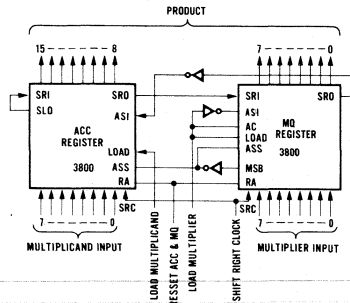 PRODUCT
15 8
7 0
SRI SRO
SLO ASI
ACC
REGISTER
3800
LOAD
ASS
RA
SRC
7 0
MULTIPLICAND INPUT
SRI SRO
ASI
AC
LOAD
ASS
MQ
REGISTER
3800
MSB
RA
SRC
7 0
MULTIPLIER INPUT
LOAD MULTIPLICAND
RESSET ACC & MQ
LOAD MULTIPLIER
SHIFT RIGHT CLOCK